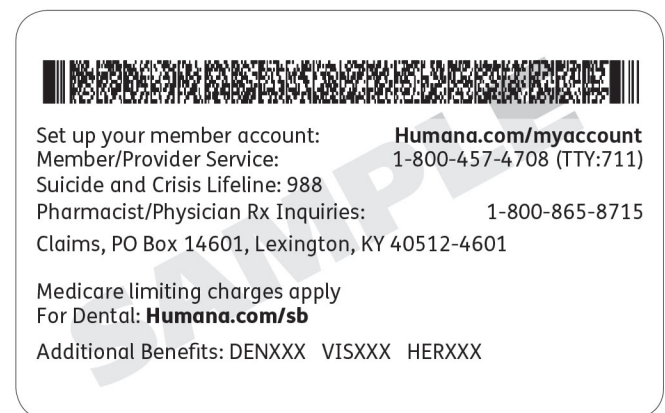 Set up your member account: Humana.com/myaccount
Member/Provider Service: 1-800-457-4708 (TTY:711)
Suicide and Crisis Lifeline: 988
Pharmacist/Physician Rx Inquiries: 1-800-865-8715
Claims, PO Box 14601, Lexington, KY 40512-4601
Medicare limiting charges apply
For Dental: Humana.com/sb
Additional Benefits: DENXXX VISXXX HERXXX
SAMPLE